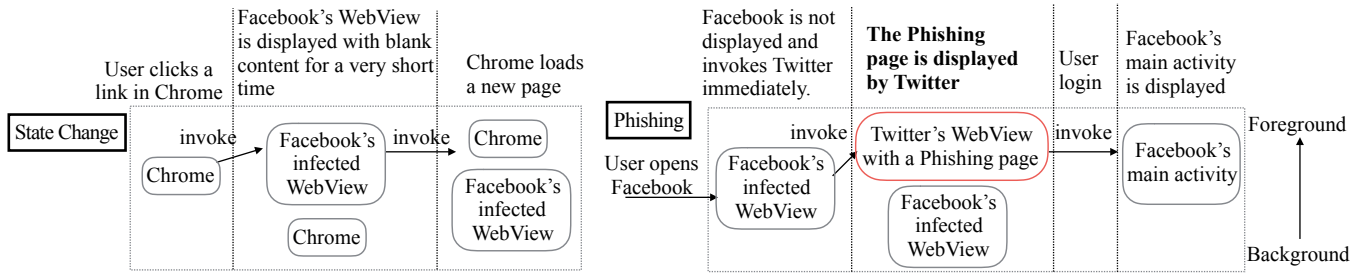 State Change
User clicks a
link in Chrome
Facebook's WebView
is displayed with blank
content for a very short
time
Chrome loads
a new page
invoke
Chrome
Facebook's
infected
WebView
Chrome
invoke
Chrome
Facebook's
infected
WebView
Phishing
User opens
Facebook
Facebook is not
displayed and
invokes Twitter
immediately.
The Phishing
page is displayed
by Twitter
User
login
Facebook's
main activity
is displayed
Facebook's
infected
WebView
invoke
Twitter's WebView
with a Phishing page
Facebook's
infected
WebView
invoke
Facebook's
main activity
Foreground
Background